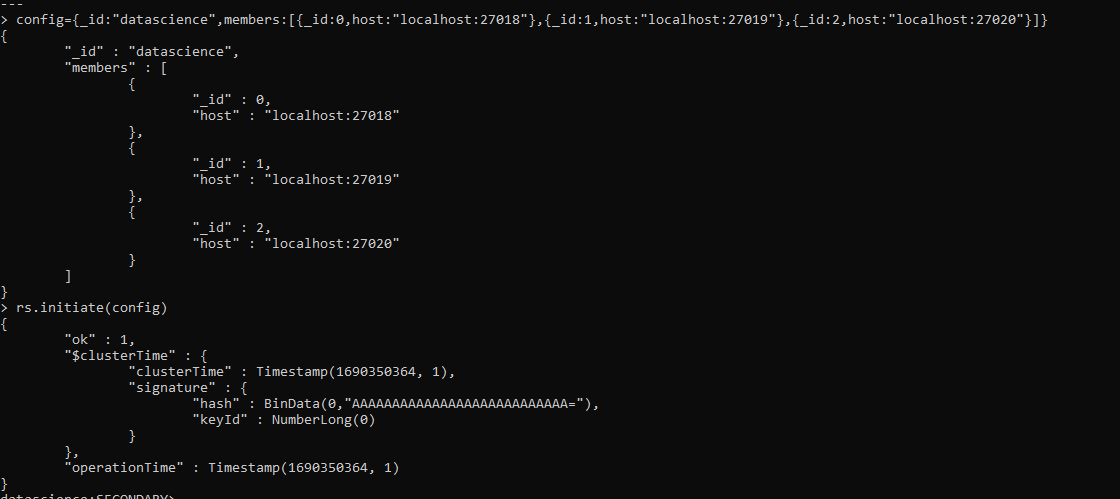 ---
> config={_id:"datascience",members:[{_id:0,host:"localhost:27018"},{_id:1,host:"localhost:27019"},{_id:2,host:"localhost:27020"}]}
{
        "_id" : "datascience",
        "members" : [
                {
                        "_id" : 0,
                        "host" : "localhost:27018"
                },
                {
                        "_id" : 1,
                        "host" : "localhost:27019"
                },
                {
                        "_id" : 2,
                        "host" : "localhost:27020"
                }
        ]
}
> rs.initiate(config)
{
        "ok" : 1,
        "$clusterTime" : {
                "clusterTime" : Timestamp(1690350364, 1),
                "signature" : {
                        "hash" : BinData(0,"AAAAAAAAAAAAAAAAAAAAAAAAAAA="),
                        "keyId" : NumberLong(0)
                }
        },
        "operationTime" : Timestamp(1690350364, 1)
}
datascience:SECONDARY>